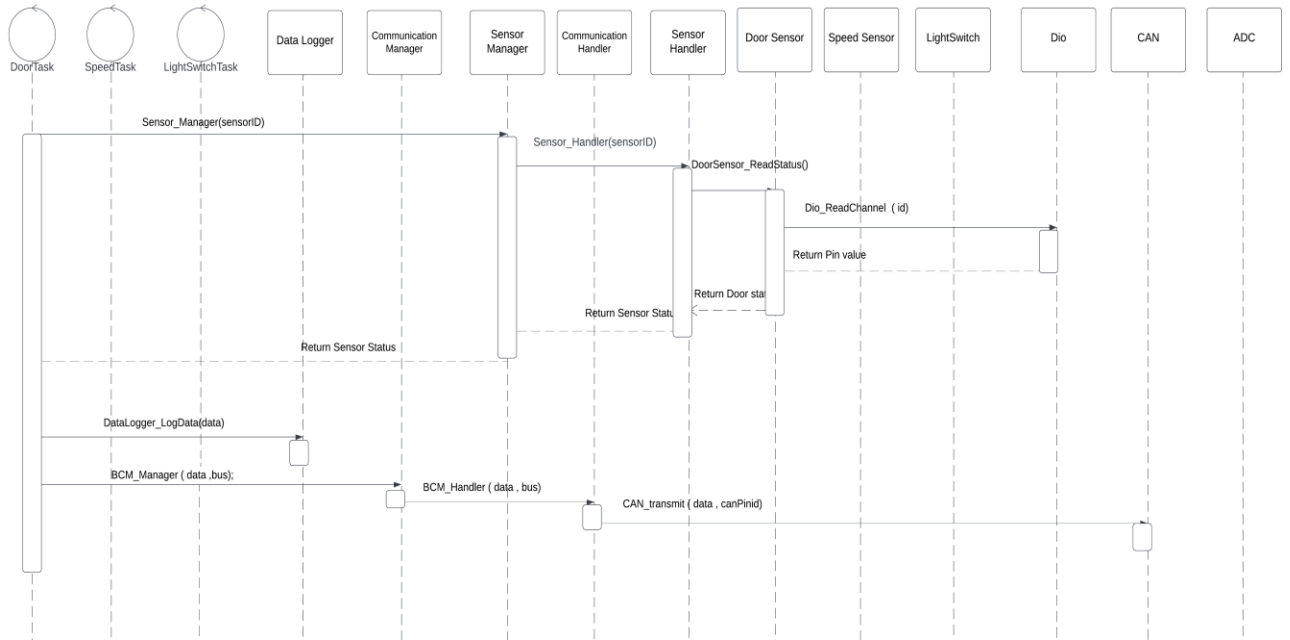 DoorTask
SpeedTask
LightSwitchTask
Data Logger
Communication
Manager
Sensor
Manager
Communication
Handler
Sensor
Handler
Door Sensor
Speed Sensor
LightSwitch
Dio
CAN
ADC
Sensor_Manager(sensorID)
Sensor_Handler(sensorID)
DoorSensor_ReadStatus()
Dio_ReadChannel ( id)
Return Pin value
Return Door stat
Return Sensor Statu
Return Sensor Status
DataLogger_LogData(data)
BCM_Manager ( data ,bus);
BCM_Handler ( data , bus)
CAN_transmit ( data , canPinid)